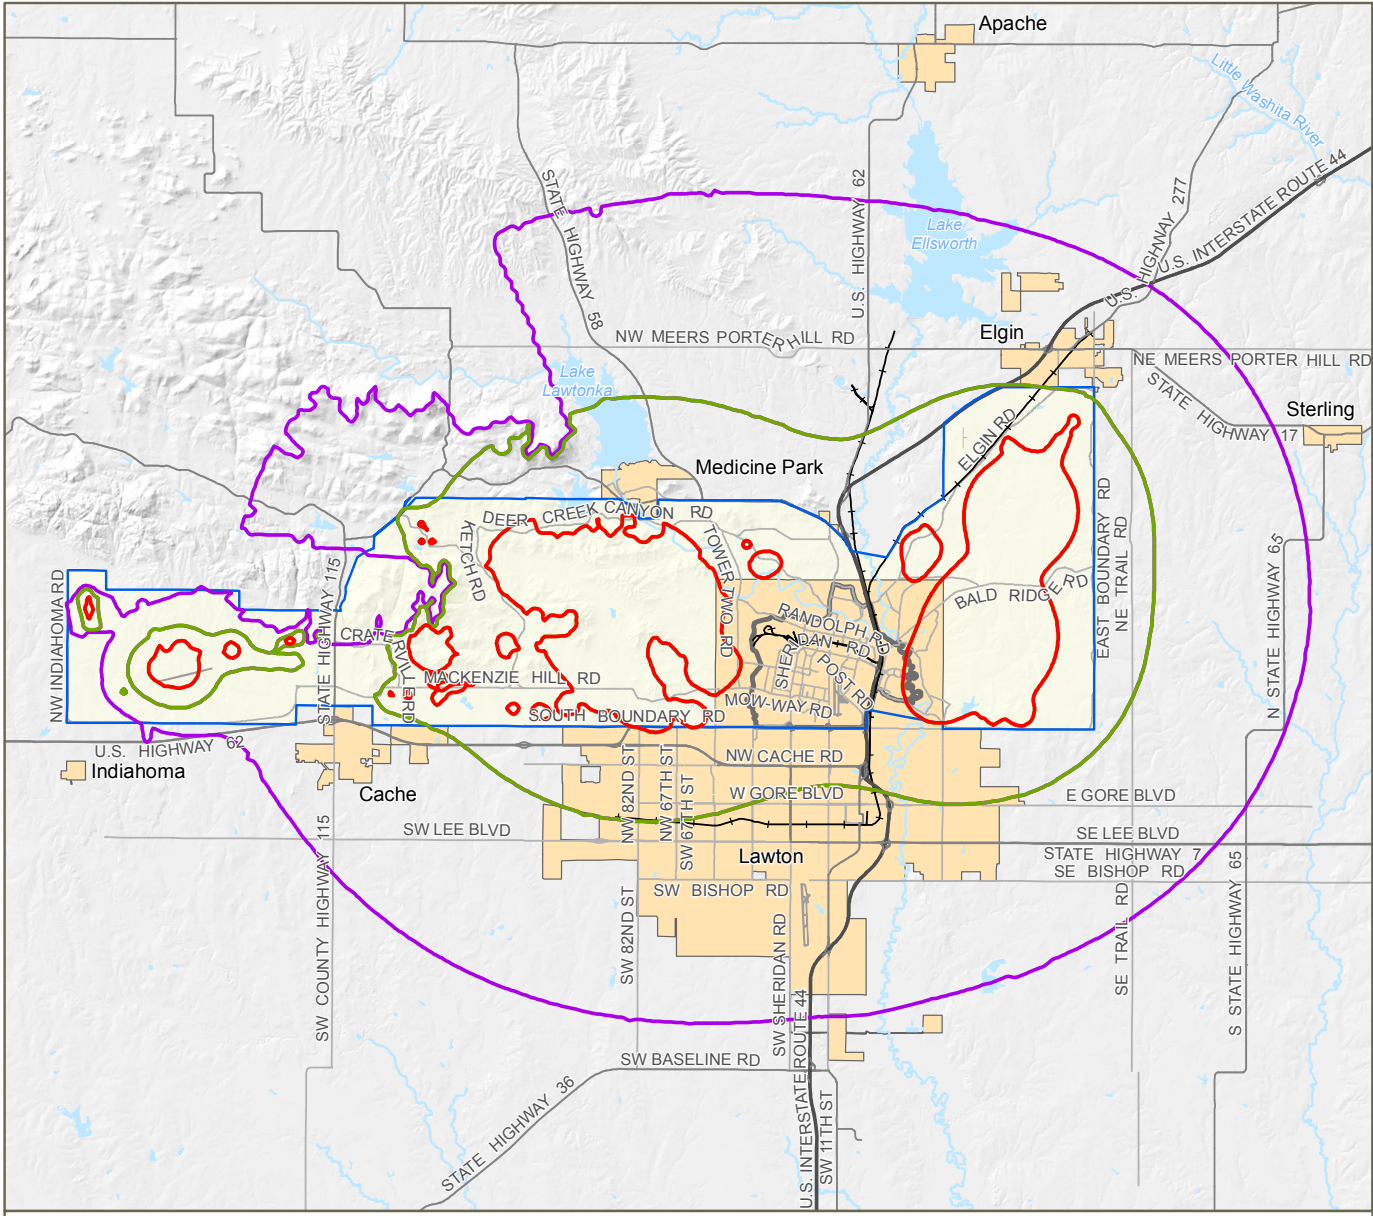 Apache
Little Washita River
STATE HIGHWAY 58
U.S. HIGHWAY 62
U.S. HIGHWAY 277
U.S. INTERSTATE ROUTE 44
Lake
Ellsworth
Elgin
NW MEERS PORTER HILL RD
NE MEERS PORTER HILL RD
STATE HIGHWAY 17
Lake
Lawtonka
Sterling
ELGIN RD
Medicine Park
DEER CREEK CANYON RD
KETCH RD
TOWER TWO RD
EAST BOUNDARY RD
NE TRAIL RD
N STATE HIGHWAY 65
NW INDIAHOMA RD
STATE HIGHWAY 115
BALD RIDGE RD
RANDOLPH RD
SHERIDAN RD
CRATERVILLE RD
POST RD
MACKENZIE HILL RD
MOW-WAY RD
SOUTH BOUNDARY RD
U.S. HIGHWAY 62
Indiahoma
NW CACHE RD
NW 82ND ST
NW 67TH ST
SW 67TH ST
Cache
W GORE BLVD
E GORE BLVD
SW LEE BLVD
SE LEE BLVD
STATE HIGHWAY 7
SE BISHOP RD
Lawton
SW BISHOP RD
SW COUNTY HIGHWAY 115
SW 82ND ST
SW SHERIDAN RD
SE TRAIL RD
S STATE HIGHWAY 65
SW BASELINE RD
STATE HIGHWAY 36
U.S. INTERSTATE ROUTE 44
SW 11TH ST